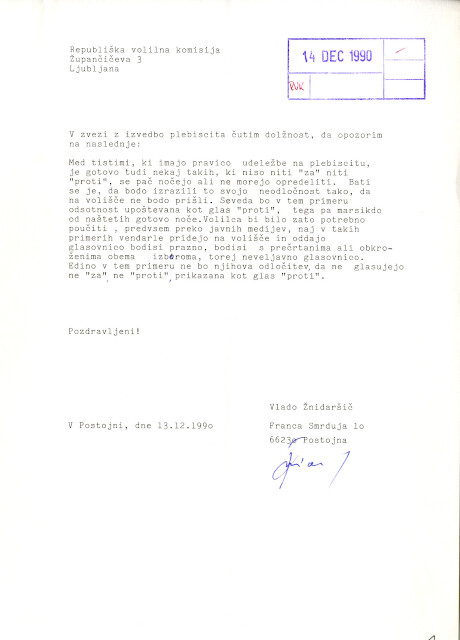 Republiška volilna komisija
Župančičeva 3
Ljubljana
14 DEC 1990
RVK
V zvezi z izvedbo plebiscita čutim dolžnost, da opozorim
na naslednje:
Med tistimi, ki imajo pravico udeležbe na plebiscitu,
je gotovo tudi nekaj takih, ki niso niti "za" niti
"proti", se pač nočejo ali ne morejo opredeliti. Bati
se je, da bodo izrazili to svojo neodločnost tako, da
na volišče ne bodo prišli. Seveda bo v tem primeru
odsotnost upoštevana kot glas "proti", tega pa marsikdo
od naštetih gotovo noče.Volilca bi bilo zato potrebno
poučiti , predvsem preko javnih medijev, naj v takih
primerih vendarle pridejo na volišče in oddajo
glasovnico bodisi prazno, bodisi s prečrtanima ali obkro-
ženima obema izboroma, torej neveljavno glasovnico.
Edino v tem primeru ne bo njihova odločitev,da ne glasujejo
ne "za", ne "proti", prikazana kot glas "proti".
Pozdravljeni!
Vlado Žnidaršič
V Postojni, dne 13.12.199o
Franca Smrduja lo
6623o Postojna